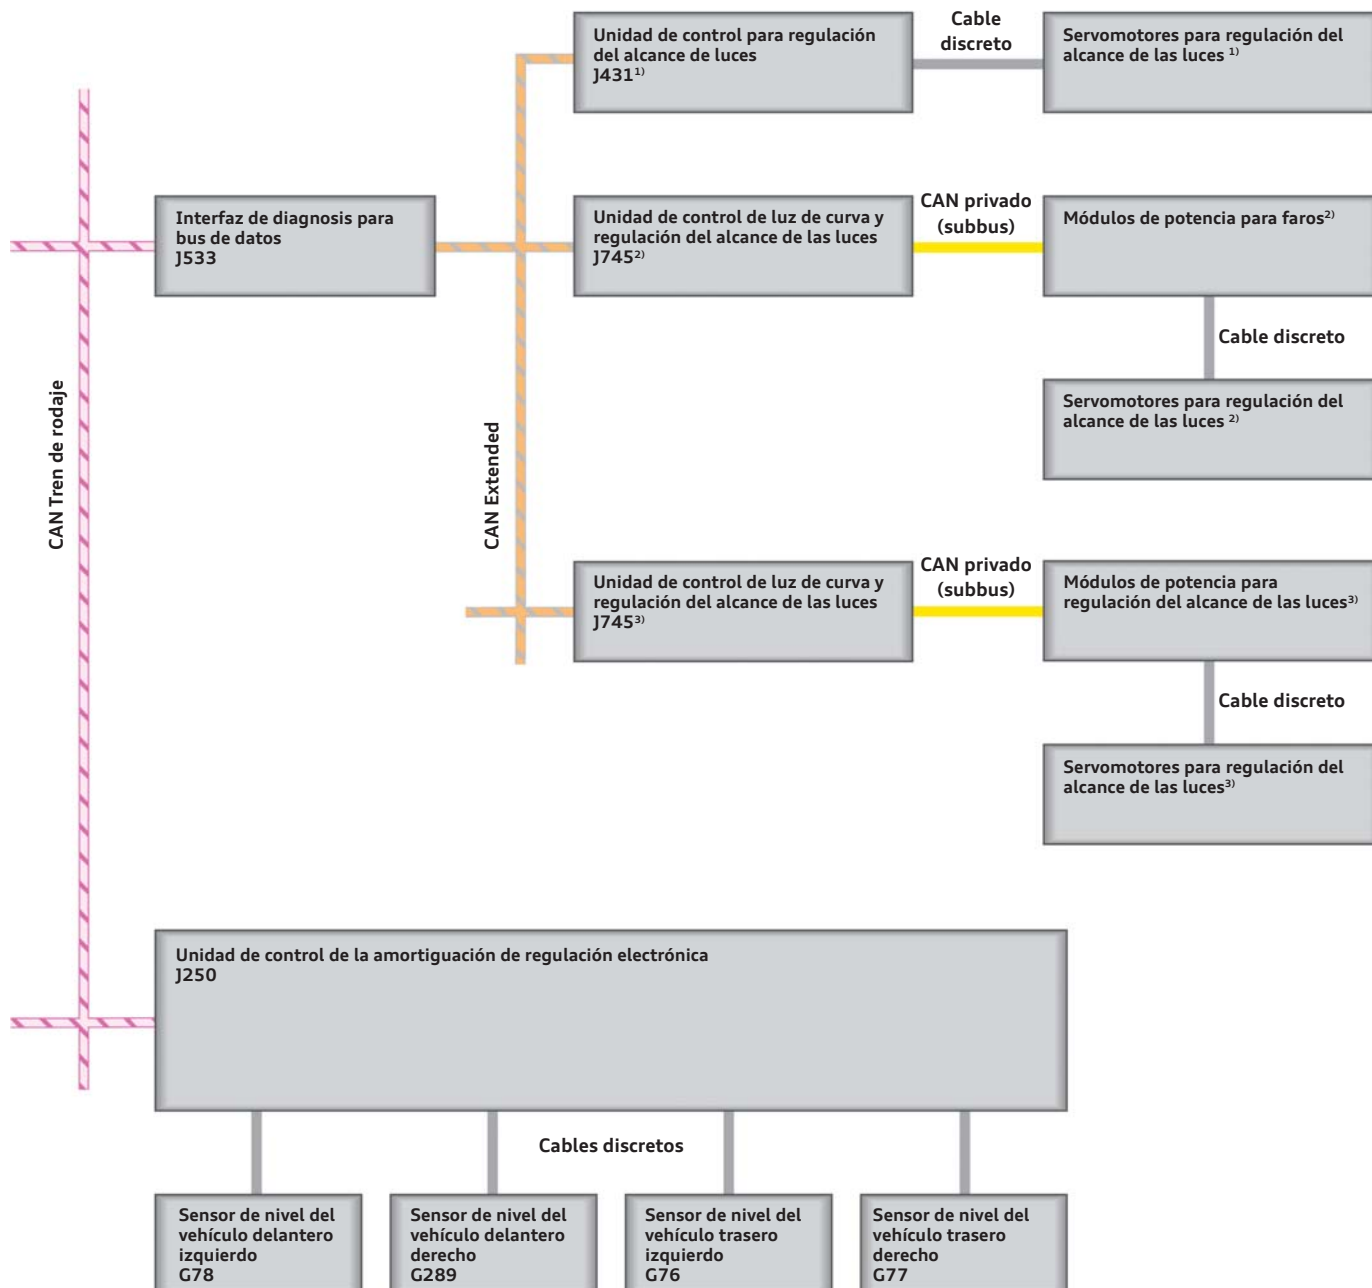 Unidad de control para regulación
del alcance de luces
J431¹⁾
Cable
discreto
Servomotores para regulación del
alcance de las luces ¹⁾
Interfaz de diagnosis para
bus de datos
J533
Unidad de control de luz de curva y
regulación del alcance de las luces
J745²⁾
CAN privado
(subbus)
Módulos de potencia para faros²⁾
Cable discreto
Servomotores para regulación del
alcance de las luces ²⁾
CAN Tren de rodaje
CAN Extended
Unidad de control de luz de curva y
regulación del alcance de las luces
J745³⁾
CAN privado
(subbus)
Módulos de potencia para
regulación del alcance de las luces³⁾
Cable discreto
Servomotores para regulación del
alcance de las luces³⁾
Unidad de control de la amortiguación de regulación electrónica
J250
Cables discretos
Sensor de nivel del
vehículo delantero
izquierdo
G78
Sensor de nivel del
vehículo delantero
derecho
G289
Sensor de nivel del
vehículo trasero
izquierdo
G76
Sensor de nivel del
vehículo trasero
derecho
G77